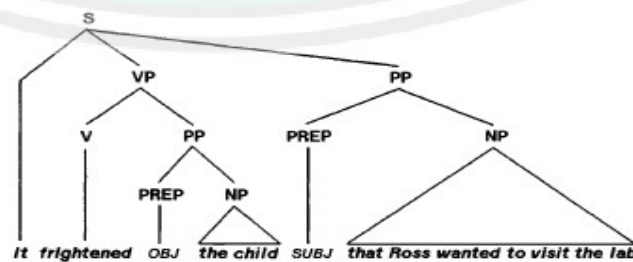 S
VP PP
V PP PREP NP
PREP NP
It frightened OBJ the child SUBJ that Ross wanted to visit the lab